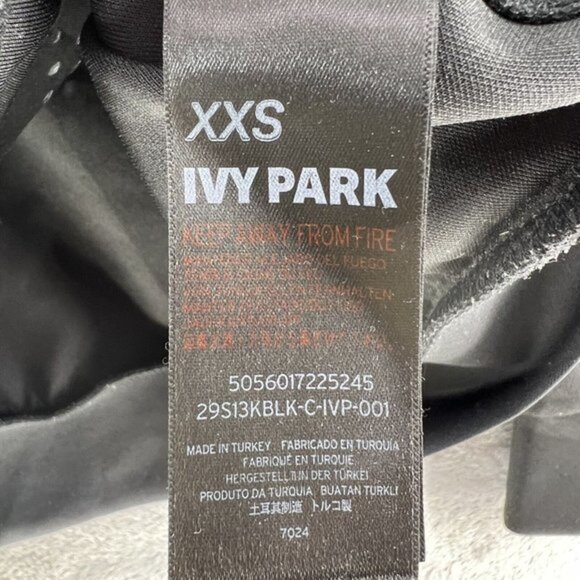 XXS
IVY PARK
KEEP AWAY FROM FIRE
DEL FUEGO
5056017225245
29S13KBLK-C-IVP-001
MADE IN TURKEY FABRICADO EN TURQUIA
FABRIQUÉ EN TURQUIE
HERGESTELLT IN DER TÜRKEI
PRODUTO DA TURQUIA BUATAN TURKI
土耳其制造 トルコ製
7024